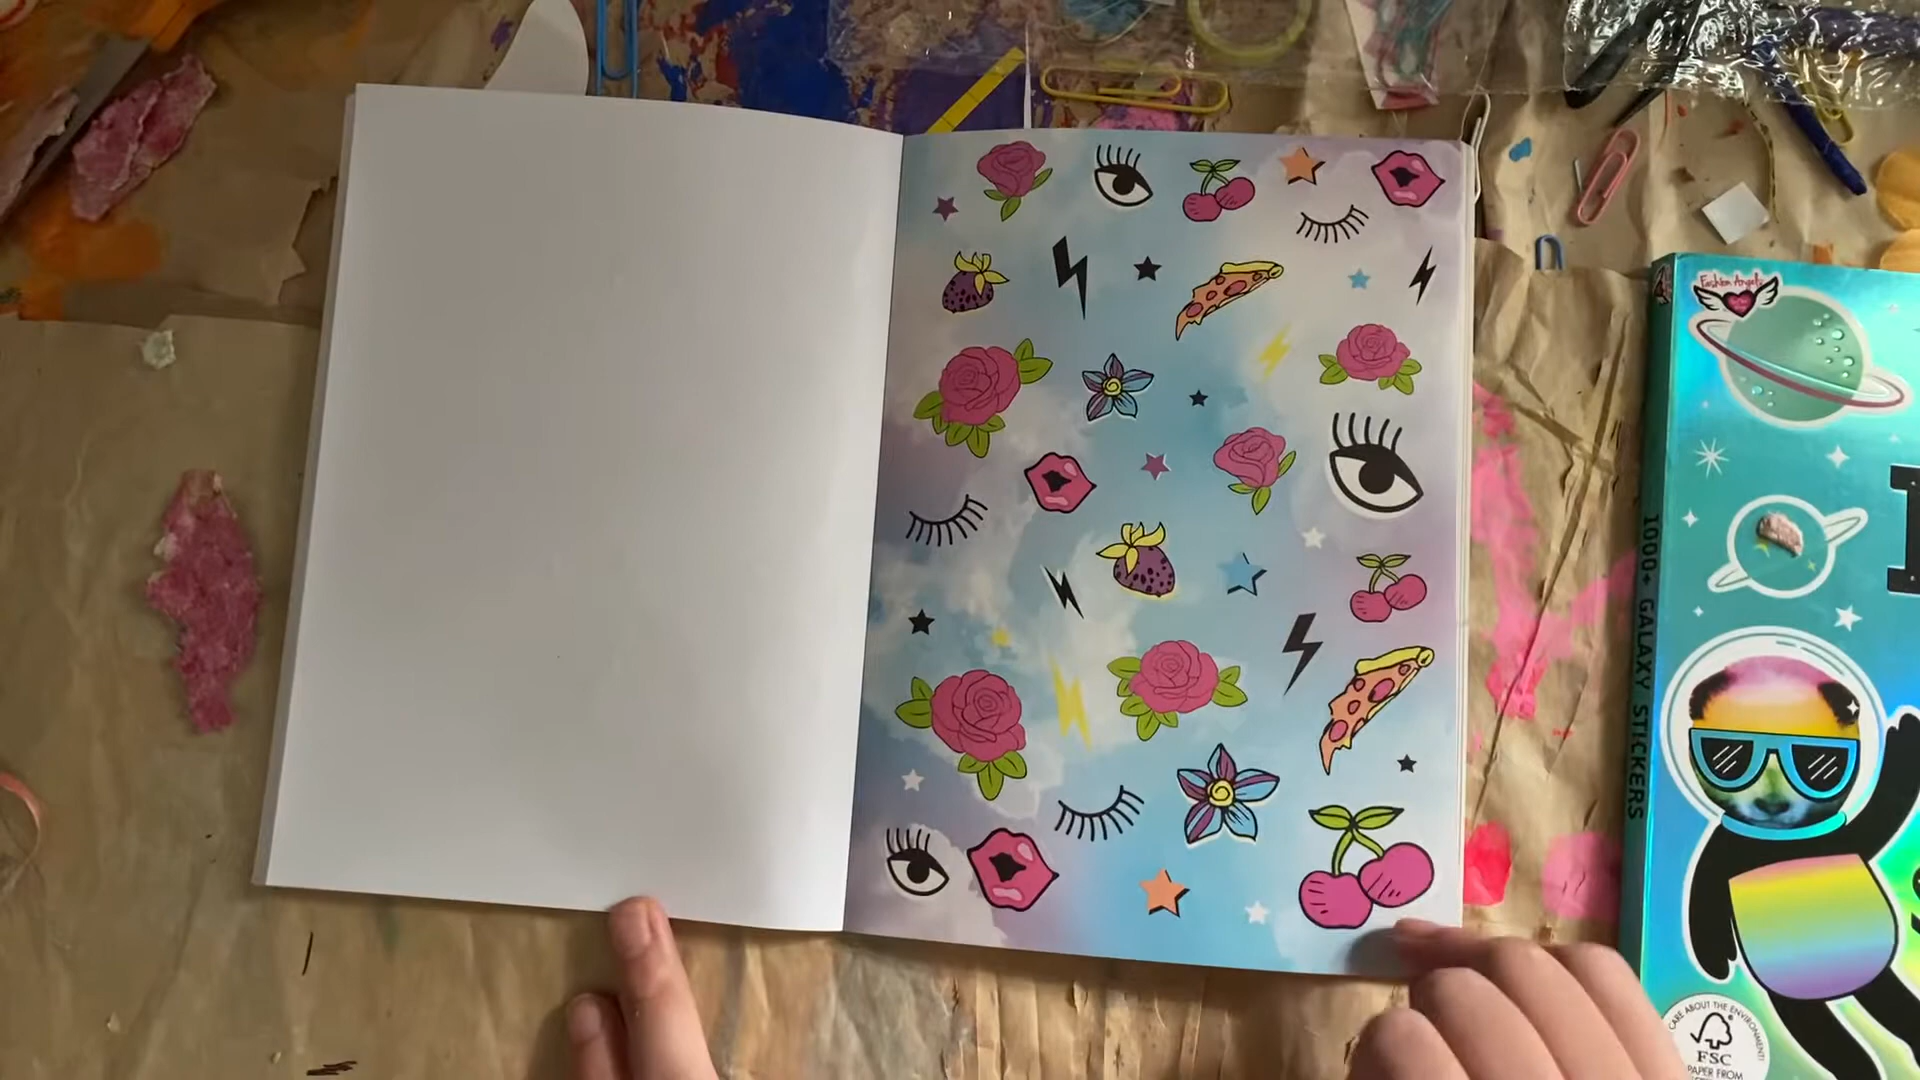 Fashion Angels
1000+ GALAXY STICKERS
CARE ABOUT THE ENVIRONMENT!
FSC
PAPER FROM